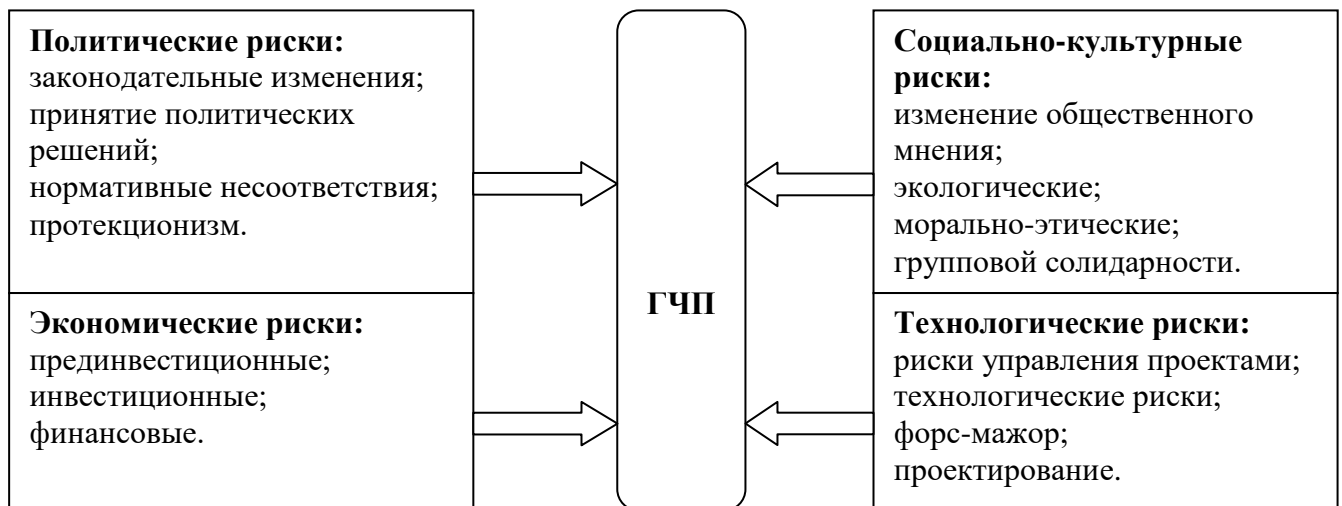 Политические риски:
законодательные изменения;
принятие политических
решений;
нормативные несоответствия;
протекционизм.
Экономические риски:
прединвестиционные;
инвестиционные;
финансовые.
ГЧП
Социально-культурные
риски:
изменение общественного
мнения;
экологические;
морально-этические;
групповой солидарности.
Технологические риски:
риски управления проектами;
технологические риски;
форс-мажор;
проектирование.